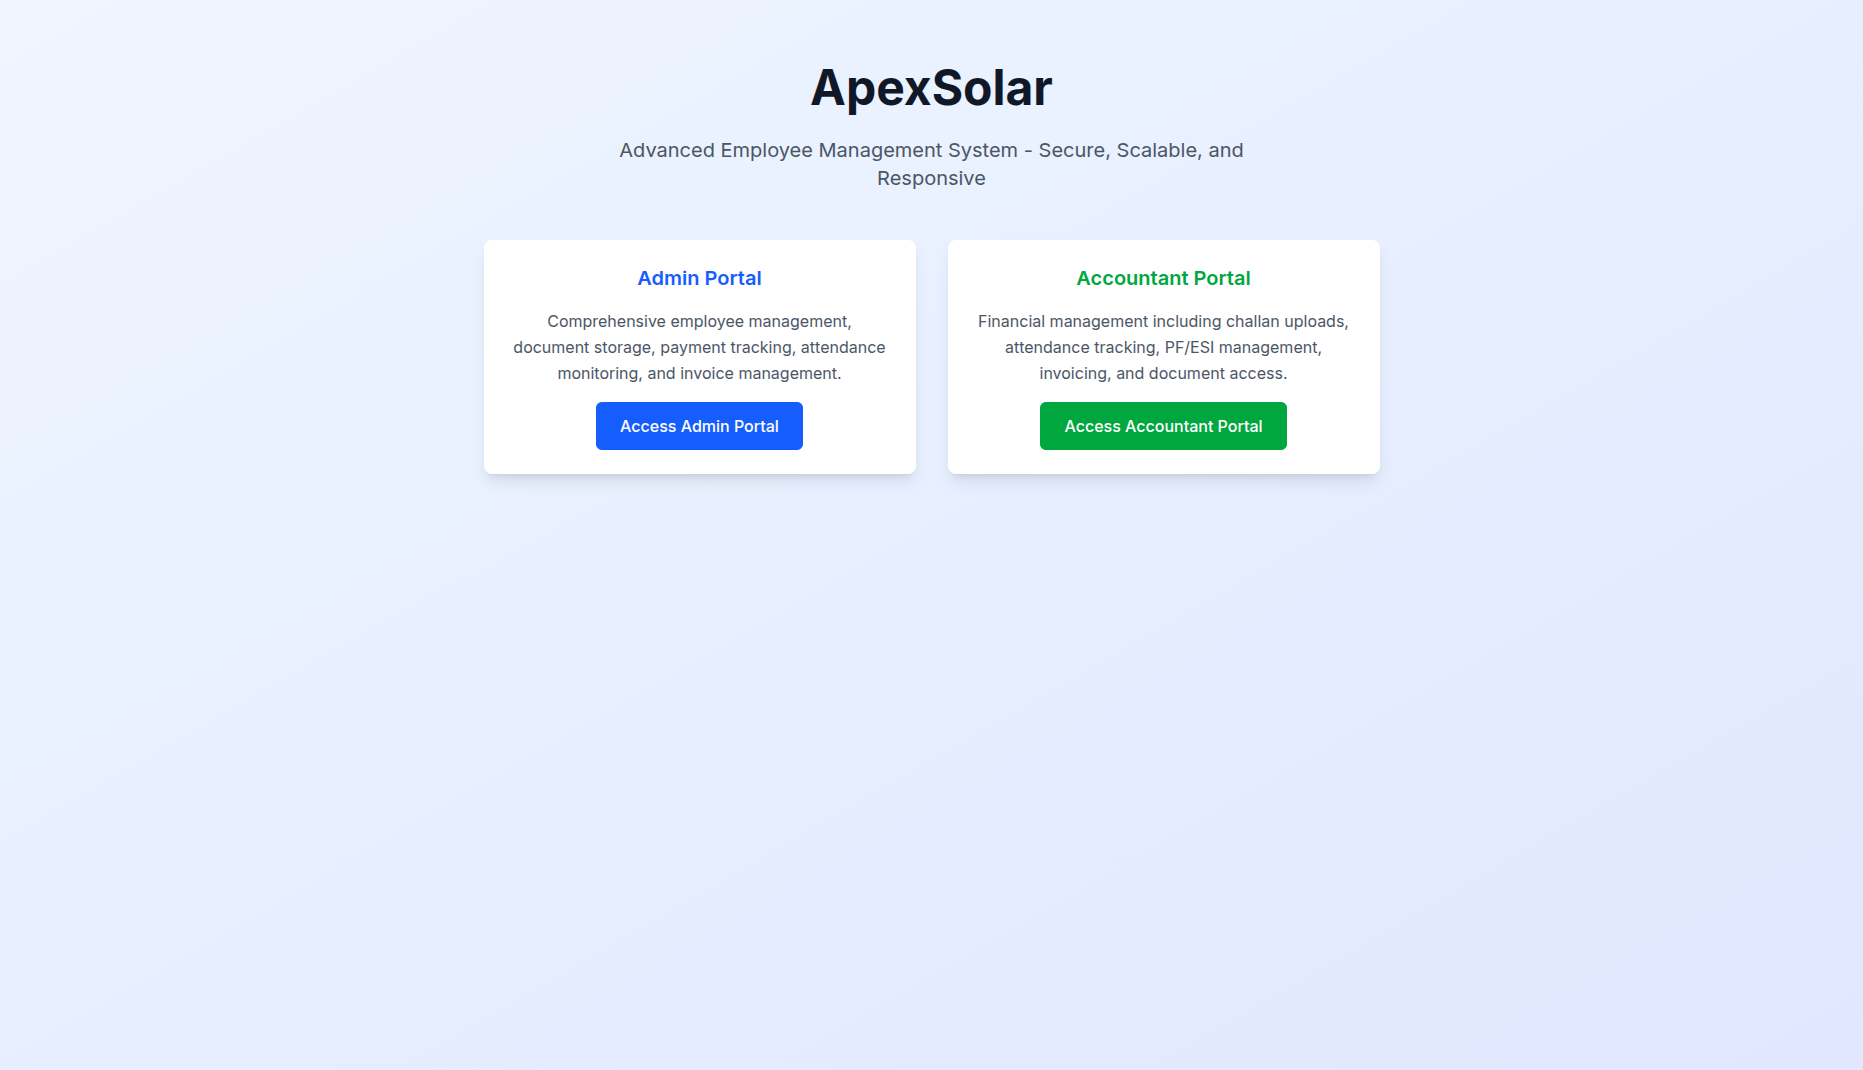 ApexSolar
Advanced Employee Management System - Secure, Scalable, and
Responsive
Admin Portal
Comprehensive employee management,
document storage, payment tracking, attendance
monitoring, and invoice management.
Access Admin Portal
Accountant Portal
Financial management including challan uploads,
attendance tracking, PF/ESI management,
invoicing, and document access.
Access Accountant Portal